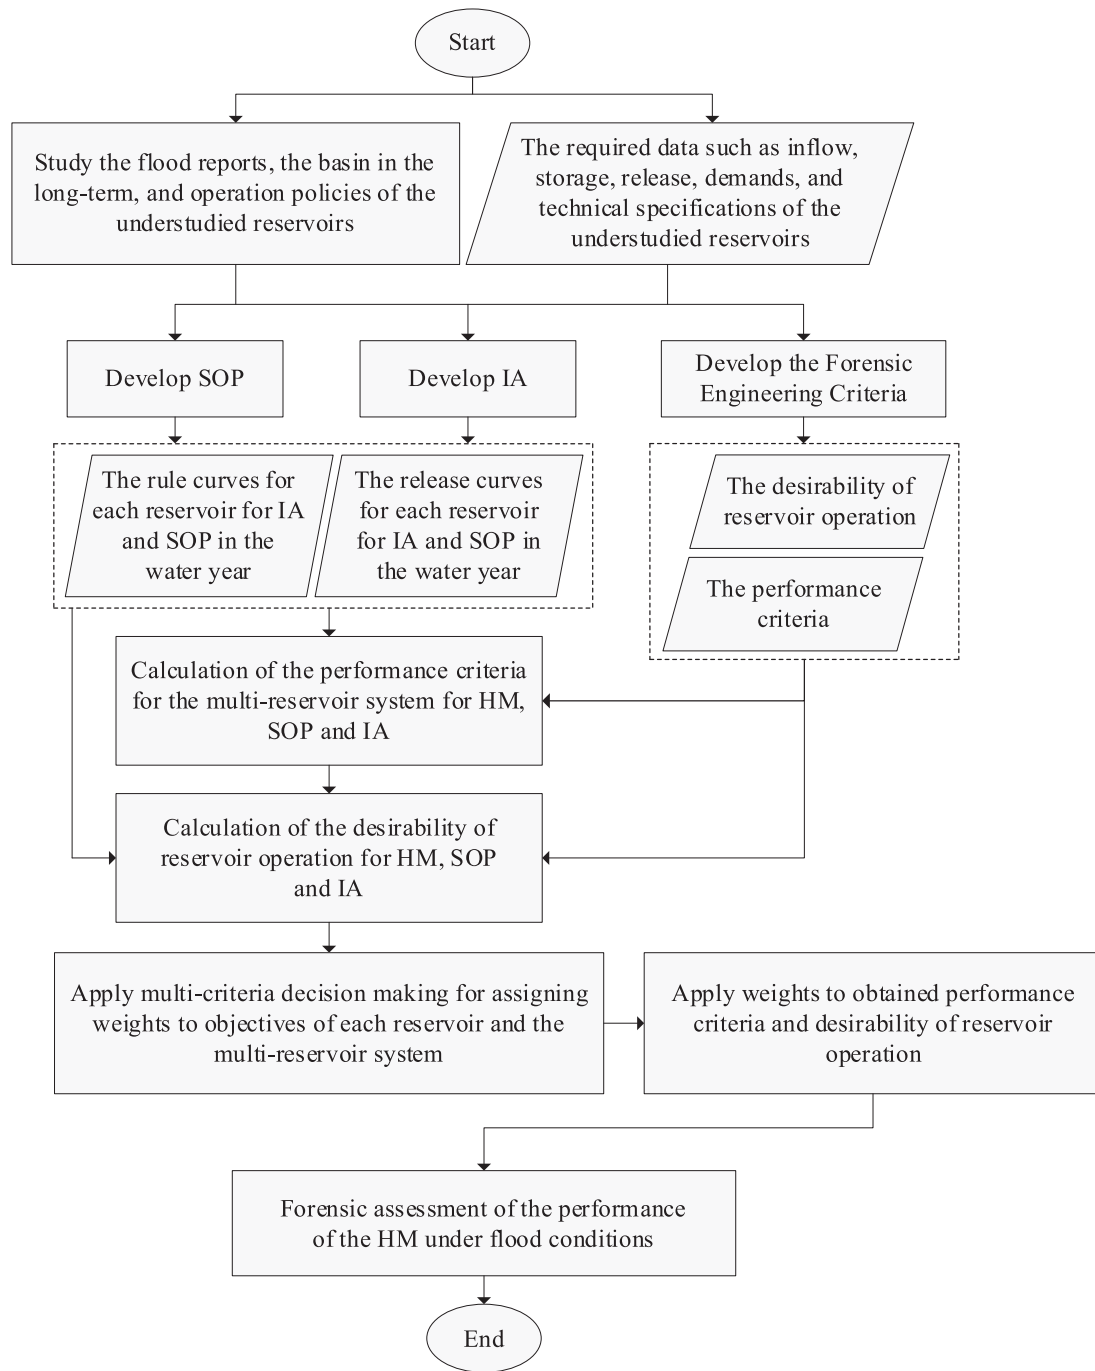 Start
Study the flood reports, the basin in the
long-term, and operation policies of the
understudied reservoirs
The required data such as inflow,
storage, release, demands, and
technical specifications of the
understudied reservoirs
Develop SOP
Develop IA
Develop the Forensic
Engineering Criteria
The rule curves for
each reservoir for IA
and SOP in the
water year
The release curves
for each reservoir
for IA and SOP in
the water year
The desirability of
reservoir operation
The performance
criteria
Calculation of the performance criteria
for the multi-reservoir system for HM,
SOP and IA
Calculation of the desirability of
reservoir operation for HM, SOP
and IA
Apply multi-criteria decision making for assigning
weights to objectives of each reservoir and the
multi-reservoir system
Apply weights to obtained performance
criteria and desirability of reservoir
operation
Forensic assessment of the performance
of the HM under flood conditions
End